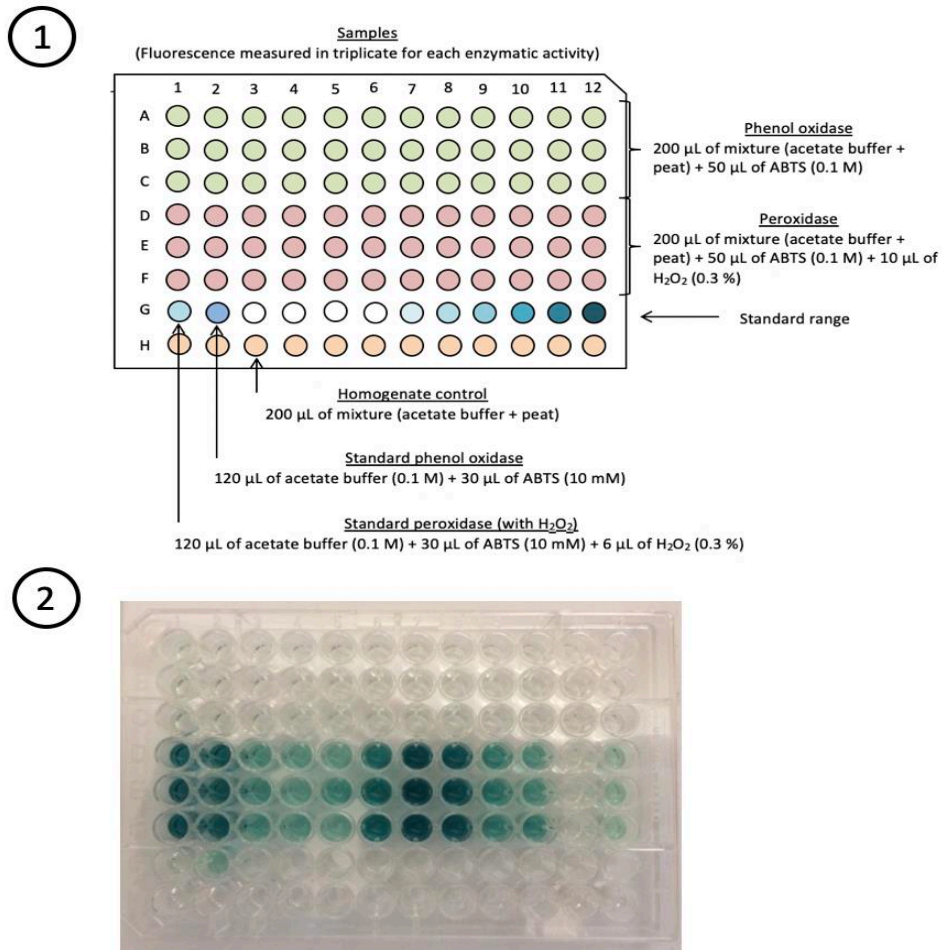 1
Samples
(Fluorescence measured in triplicate for each enzymatic activity)
1 2 3 4 5 6 7 8 9 10 11 12
A
B
C
D
E
F
G
H
Phenol oxidase
200 µL of mixture (acetate buffer +
peat) + 50 µL of ABTS (0.1 M)
Peroxidase
200 µL of mixture (acetate buffer +
peat) + 50 µL of ABTS (0.1 M) + 10 µL of
H₂O₂ (0.3 %)
Standard range
Homogenate control
200 µL of mixture (acetate buffer + peat)
Standard phenol oxidase
120 µL of acetate buffer (0.1 M) + 30 µL of ABTS (10 mM)
Standard peroxidase (with H₂O₂)
120 µL of acetate buffer (0.1 M) + 30 µL of ABTS (10 mM) + 6 µL of H₂O₂ (0.3 %)
2